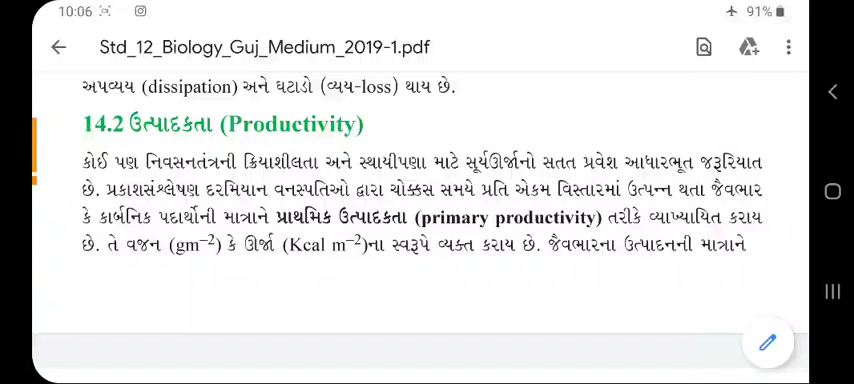 10:06
91%
Std_12_Biology_Guj_Medium_2019-1.pdf
અપવ્યય (dissipation) અને ઘટાડો (વ્યય-loss) થાય છે.
14.2 ઉત્પાદકતા (Productivity)
કોઈ પણ નિવસનતંત્રની ક્રિયાશીલતા અને સ્થાયીપણા માટે સૂર્યઊર્જાનો સતત પ્રવેશ આધારભૂત જરૂરિયાત
છે. પ્રકાશસંશ્લેષણ દરમિયાન વનસ્પતિઓ દ્વારા ચોક્કસ સમયે પ્રતિ એકમ વિસ્તારમાં ઉત્પન્ન થતા જૈવભાર
કે કાર્બનિક પદાર્થોની માત્રાને પ્રાથમિક ઉત્પાદકતા (primary productivity) તરીકે વ્યાખ્યાયિત કરાય
છે. તે વજન (gm⁻²) કે ઊર્જા (Kcal m⁻²)ના સ્વરૂપે વ્યક્ત કરાય છે. જૈવભારના ઉત્પાદનની માત્રાને